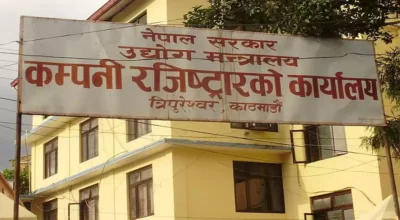 नेपाल सरकार
उद्योग मन्त्रालय
कम्पनी रजिष्ट्रारको कार्यालय
त्रिपुरेश्वर, काठमाडौं